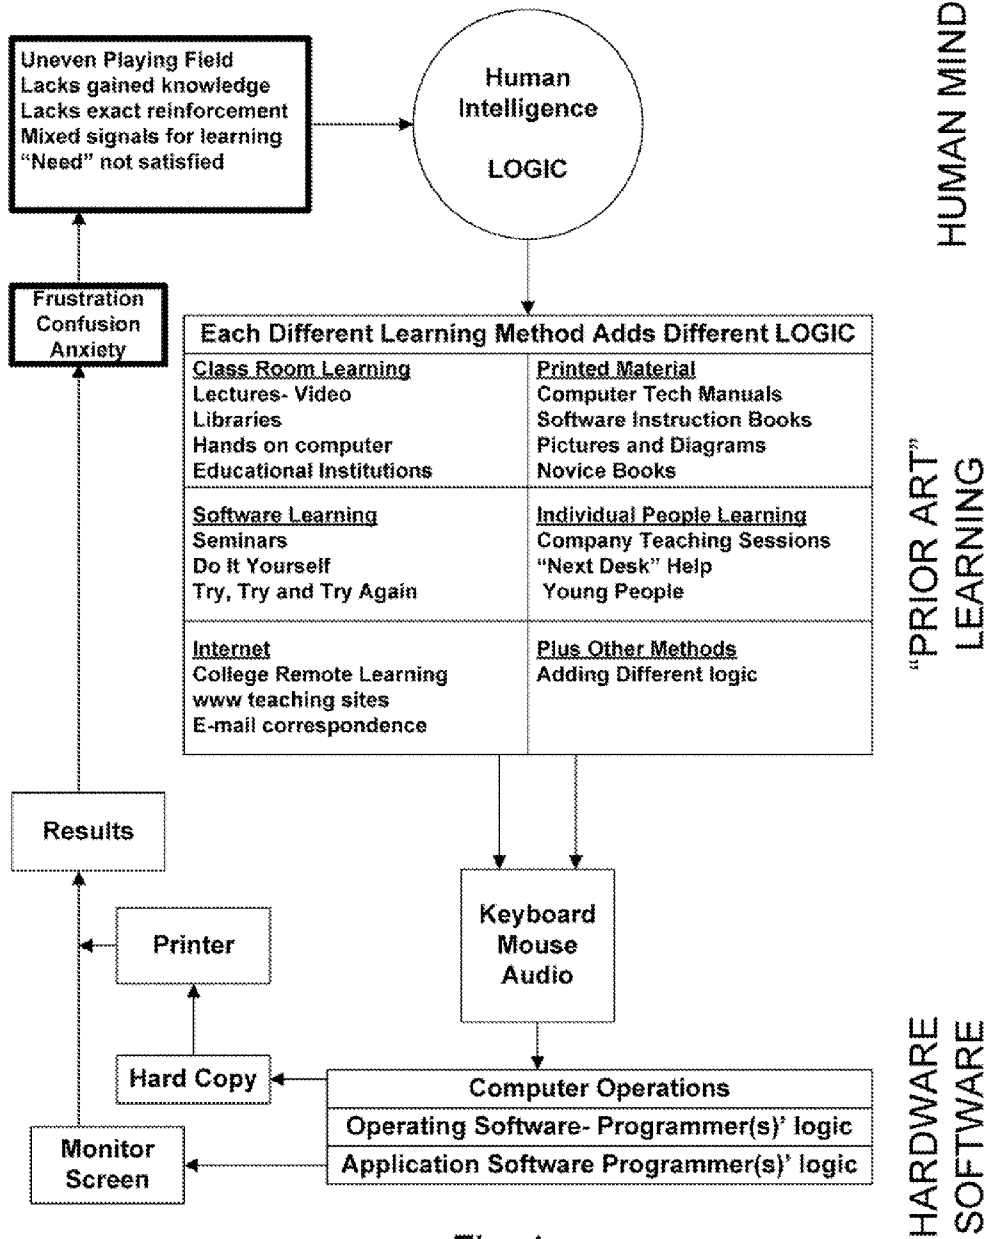 Uneven Playing Field
Lacks gained knowledge
Lacks exact reinforcement
Mixed signals for learning
“Need” not satisfied
Human
Intelligence
LOGIC
HUMAN MIND
Frustration
Confusion
Anxiety
Each Different Learning Method Adds Different LOGIC
Class Room Learning
Lectures- Video
Libraries
Hands on computer
Educational Institutions
Printed Material
Computer Tech Manuals
Software Instruction Books
Pictures and Diagrams
Novice Books
Software Learning
Seminars
Do It Yourself
Try, Try and Try Again
Individual People Learning
Company Teaching Sessions
“Next Desk” Help
Young People
Internet
College Remote Learning
www teaching sites
E-mail correspondence
Plus Other Methods
Adding Different logic
“PRIOR ART”
LEARNING
Results
Printer
Keyboard
Mouse
Audio
Hard Copy
Monitor
Screen
Computer Operations
Operating Software- Programmer(s)’ logic
Application Software Programmer(s)’ logic
HARDWARE
SOFTWARE